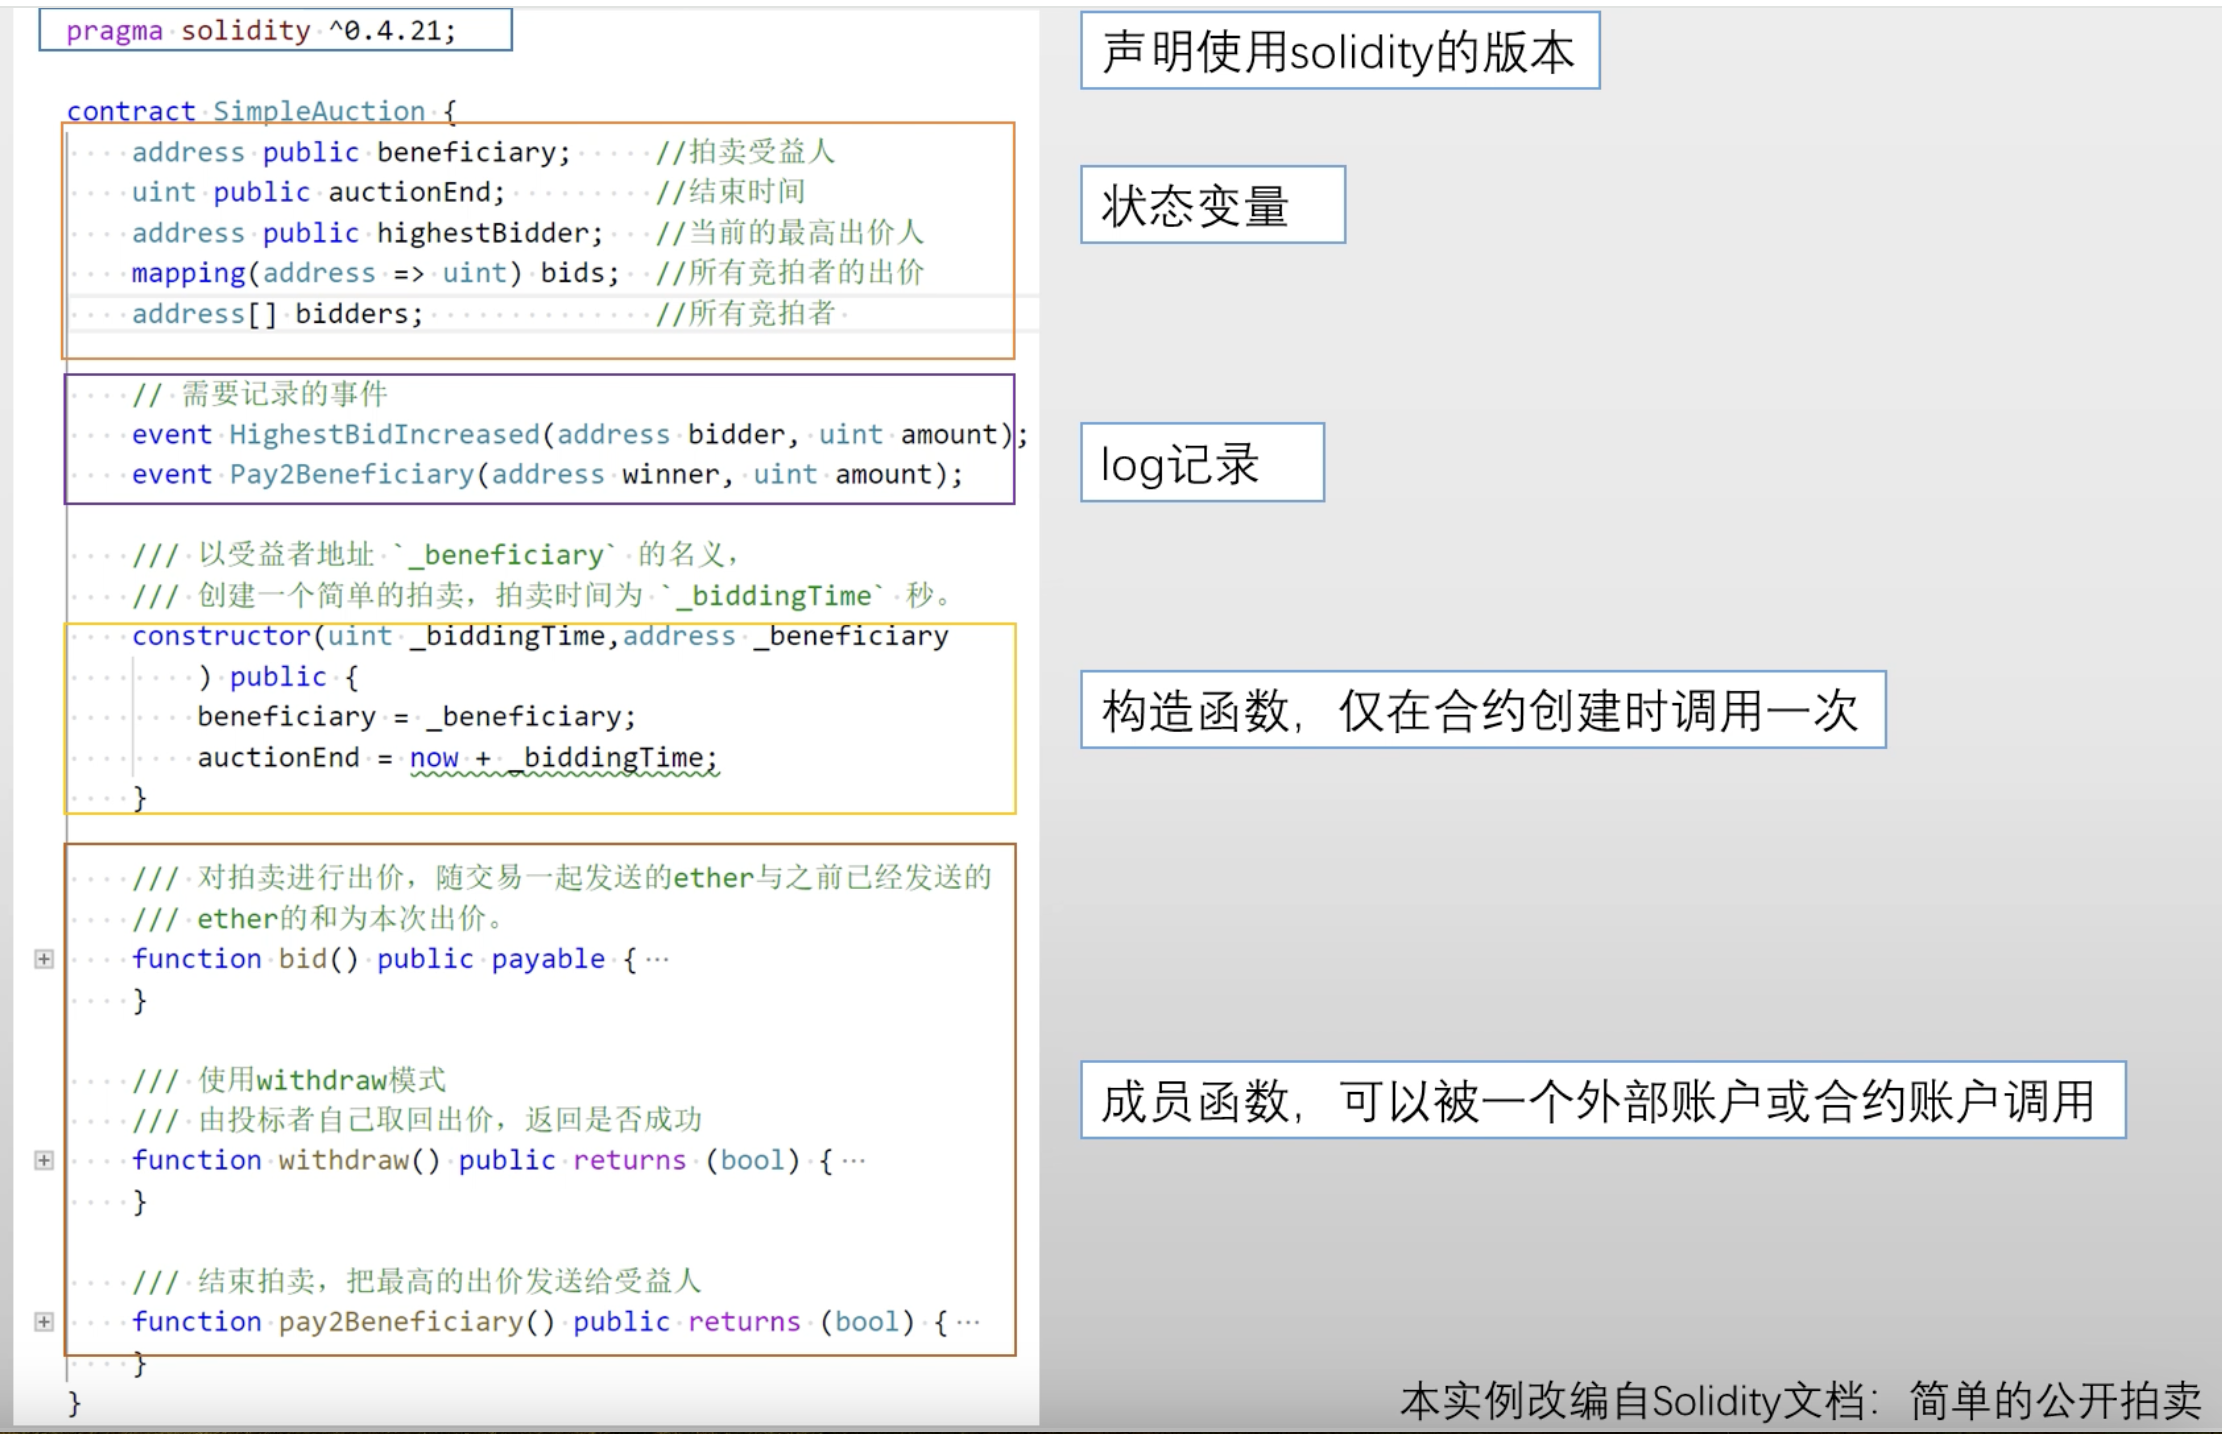 pragma solidity ^0.4.21;
声明使用solidity的版本
contract SimpleAuction {
address public beneficiary; //拍卖受益人
uint public auctionEnd; //结束时间
address public highestBidder; //当前的最高出价人
mapping(address => uint) bids; //所有竞拍者的出价
address[] bidders; //所有竞拍者
状态变量
// 需要记录的事件
event HighestBidIncreased(address bidder, uint amount);
event Pay2Beneficiary(address winner, uint amount);
log记录
/// 以受益者地址 `_beneficiary` 的名义，
/// 创建一个简单的拍卖，拍卖时间为 `_biddingTime` 秒。
constructor(uint _biddingTime,address _beneficiary
) public {
beneficiary = _beneficiary;
auctionEnd = now + _biddingTime;
}
构造函数，仅在合约创建时调用一次
/// 对拍卖进行出价，随交易一起发送的ether与之前已经发送的
/// ether的和为本次出价。
function bid() public payable { ···
}
/// 使用withdraw模式
/// 由投标者自己取回出价，返回是否成功
function withdraw() public returns (bool) { ···
}
/// 结束拍卖，把最高的出价发送给受益人
function pay2Beneficiary() public returns (bool) { ···
}
}
成员函数，可以被一个外部账户或合约账户调用
本实例改编自Solidity文档：简单的公开拍卖